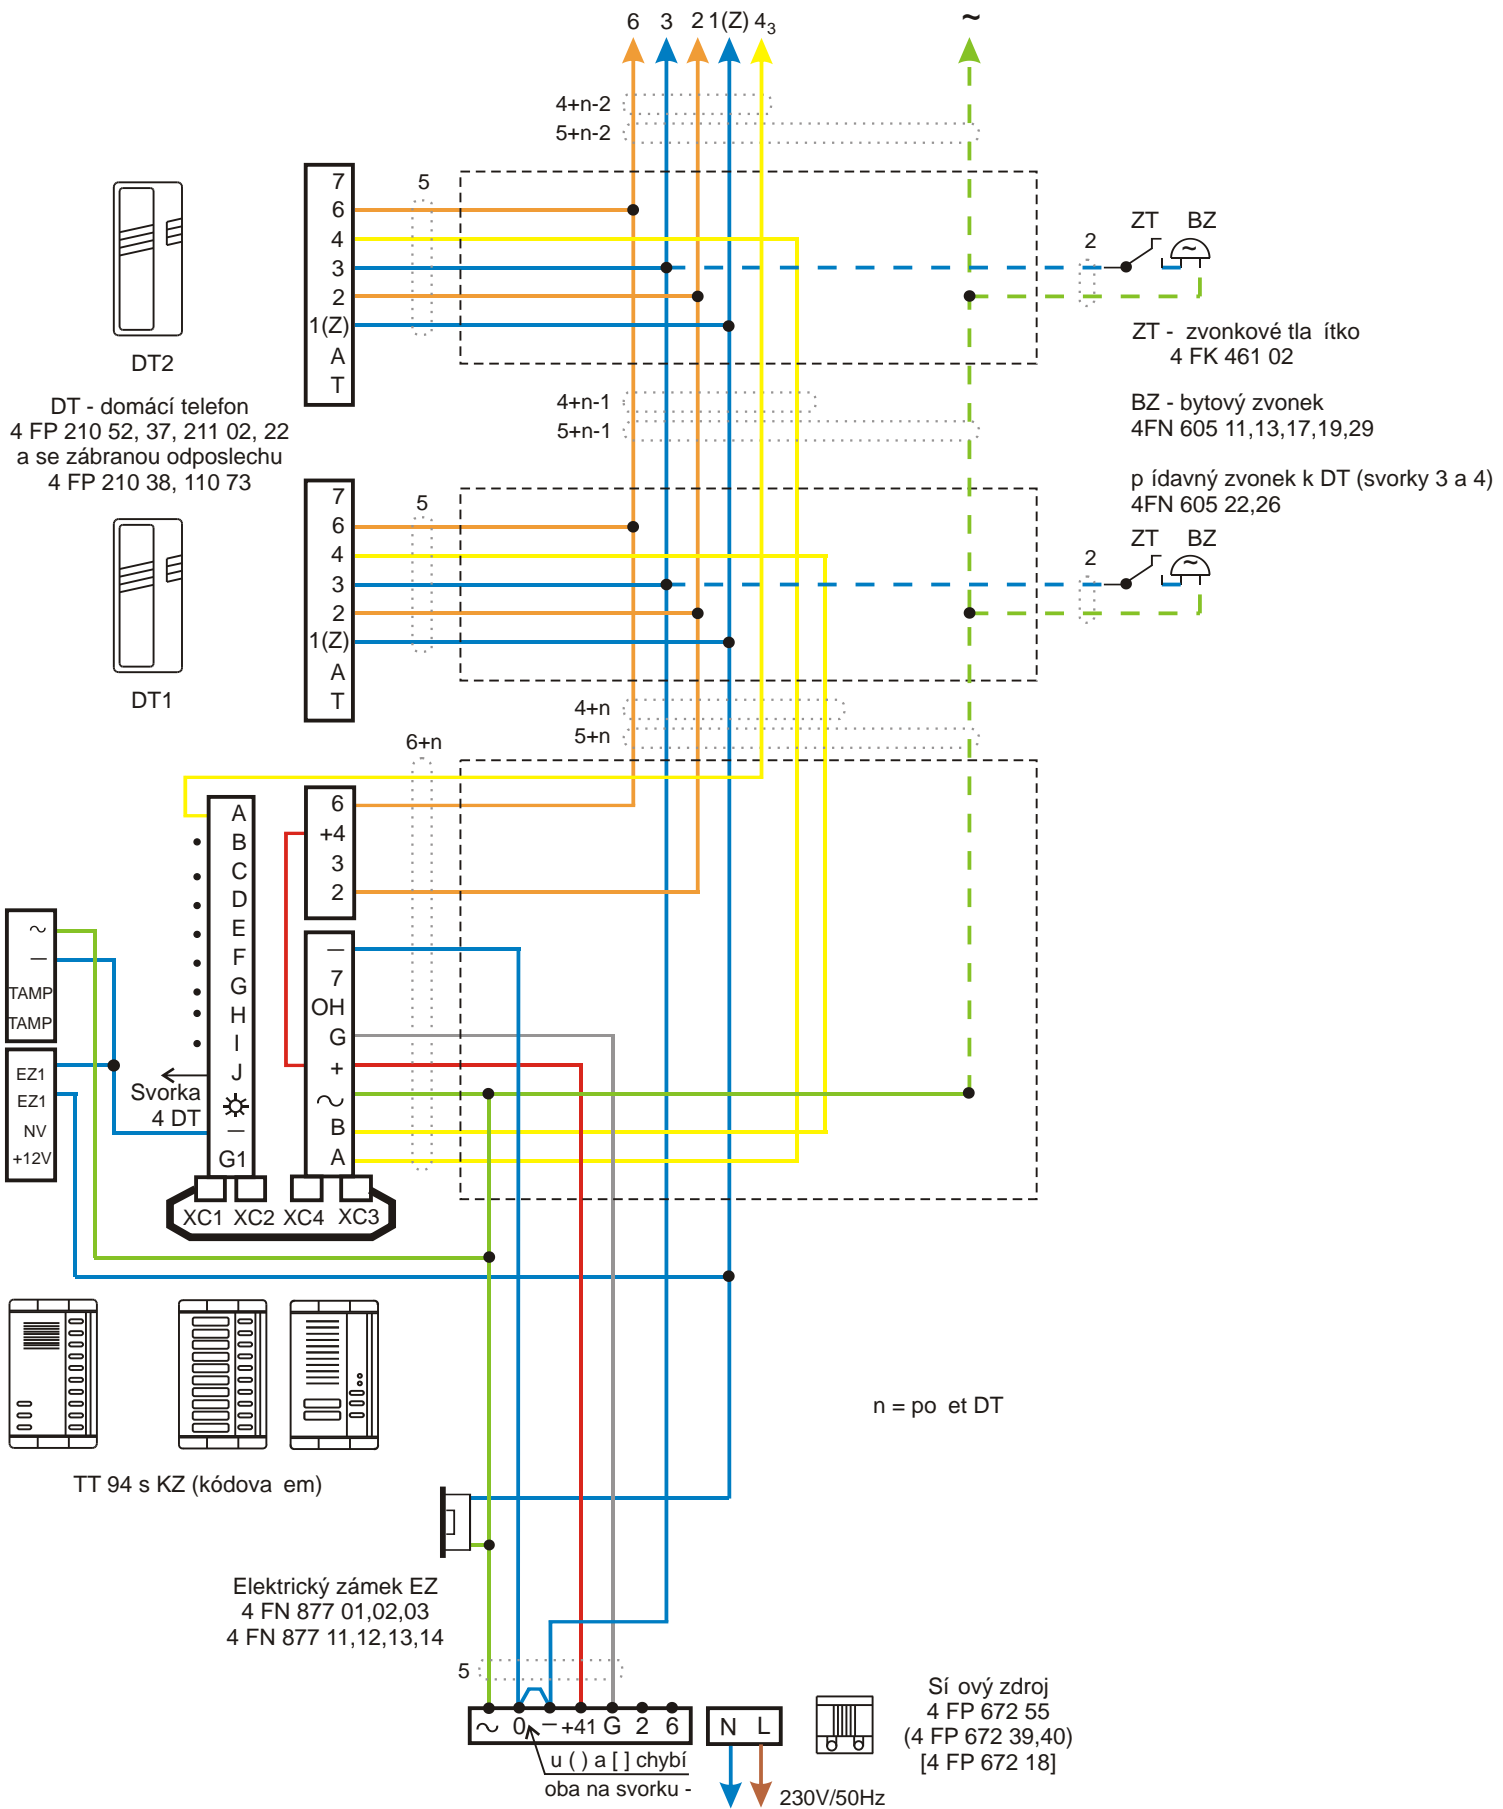 6 3 2 1(Z) 4₃ ~
4+n-2
5+n-2
7
6
4
3
2
1(Z)
A
T
5
DT2
2
ZT BZ
~
ZT - zvonkové tla ítko
4 FK 461 02
DT - domácí telefon
4 FP 210 52, 37, 211 02, 22
a se zábranou odposlechu
4 FP 210 38, 110 73
4+n-1
5+n-1
BZ - bytový zvonek
4FN 605 11,13,17,19,29
p ídavný zvonek k DT (svorky 3 a 4)
4FN 605 22,26
7
6
4
3
2
1(Z)
A
T
5
DT1
2
ZT BZ
~
4+n
5+n
6+n
A
B
C
D
E
F
G
H
I
J
—
G1
6
+4
3
2
—
7
OH
G
+
~
B
A
~
—
TAMP
TAMP
EZ1
EZ1
NV
+12V
Svorka
4 DT
XC1 XC2 XC4 XC3
n = po et DT
TT 94 s KZ (kódova em)
Elektrický zámek EZ
4 FN 877 01,02,03
4 FN 877 11,12,13,14
5
~ 0 — +41 G 2 6
N L
u ( ) a [ ] chybí
oba na svorku -
230V/50Hz
Sí ový zdroj
4 FP 672 55
(4 FP 672 39,40)
[4 FP 672 18]